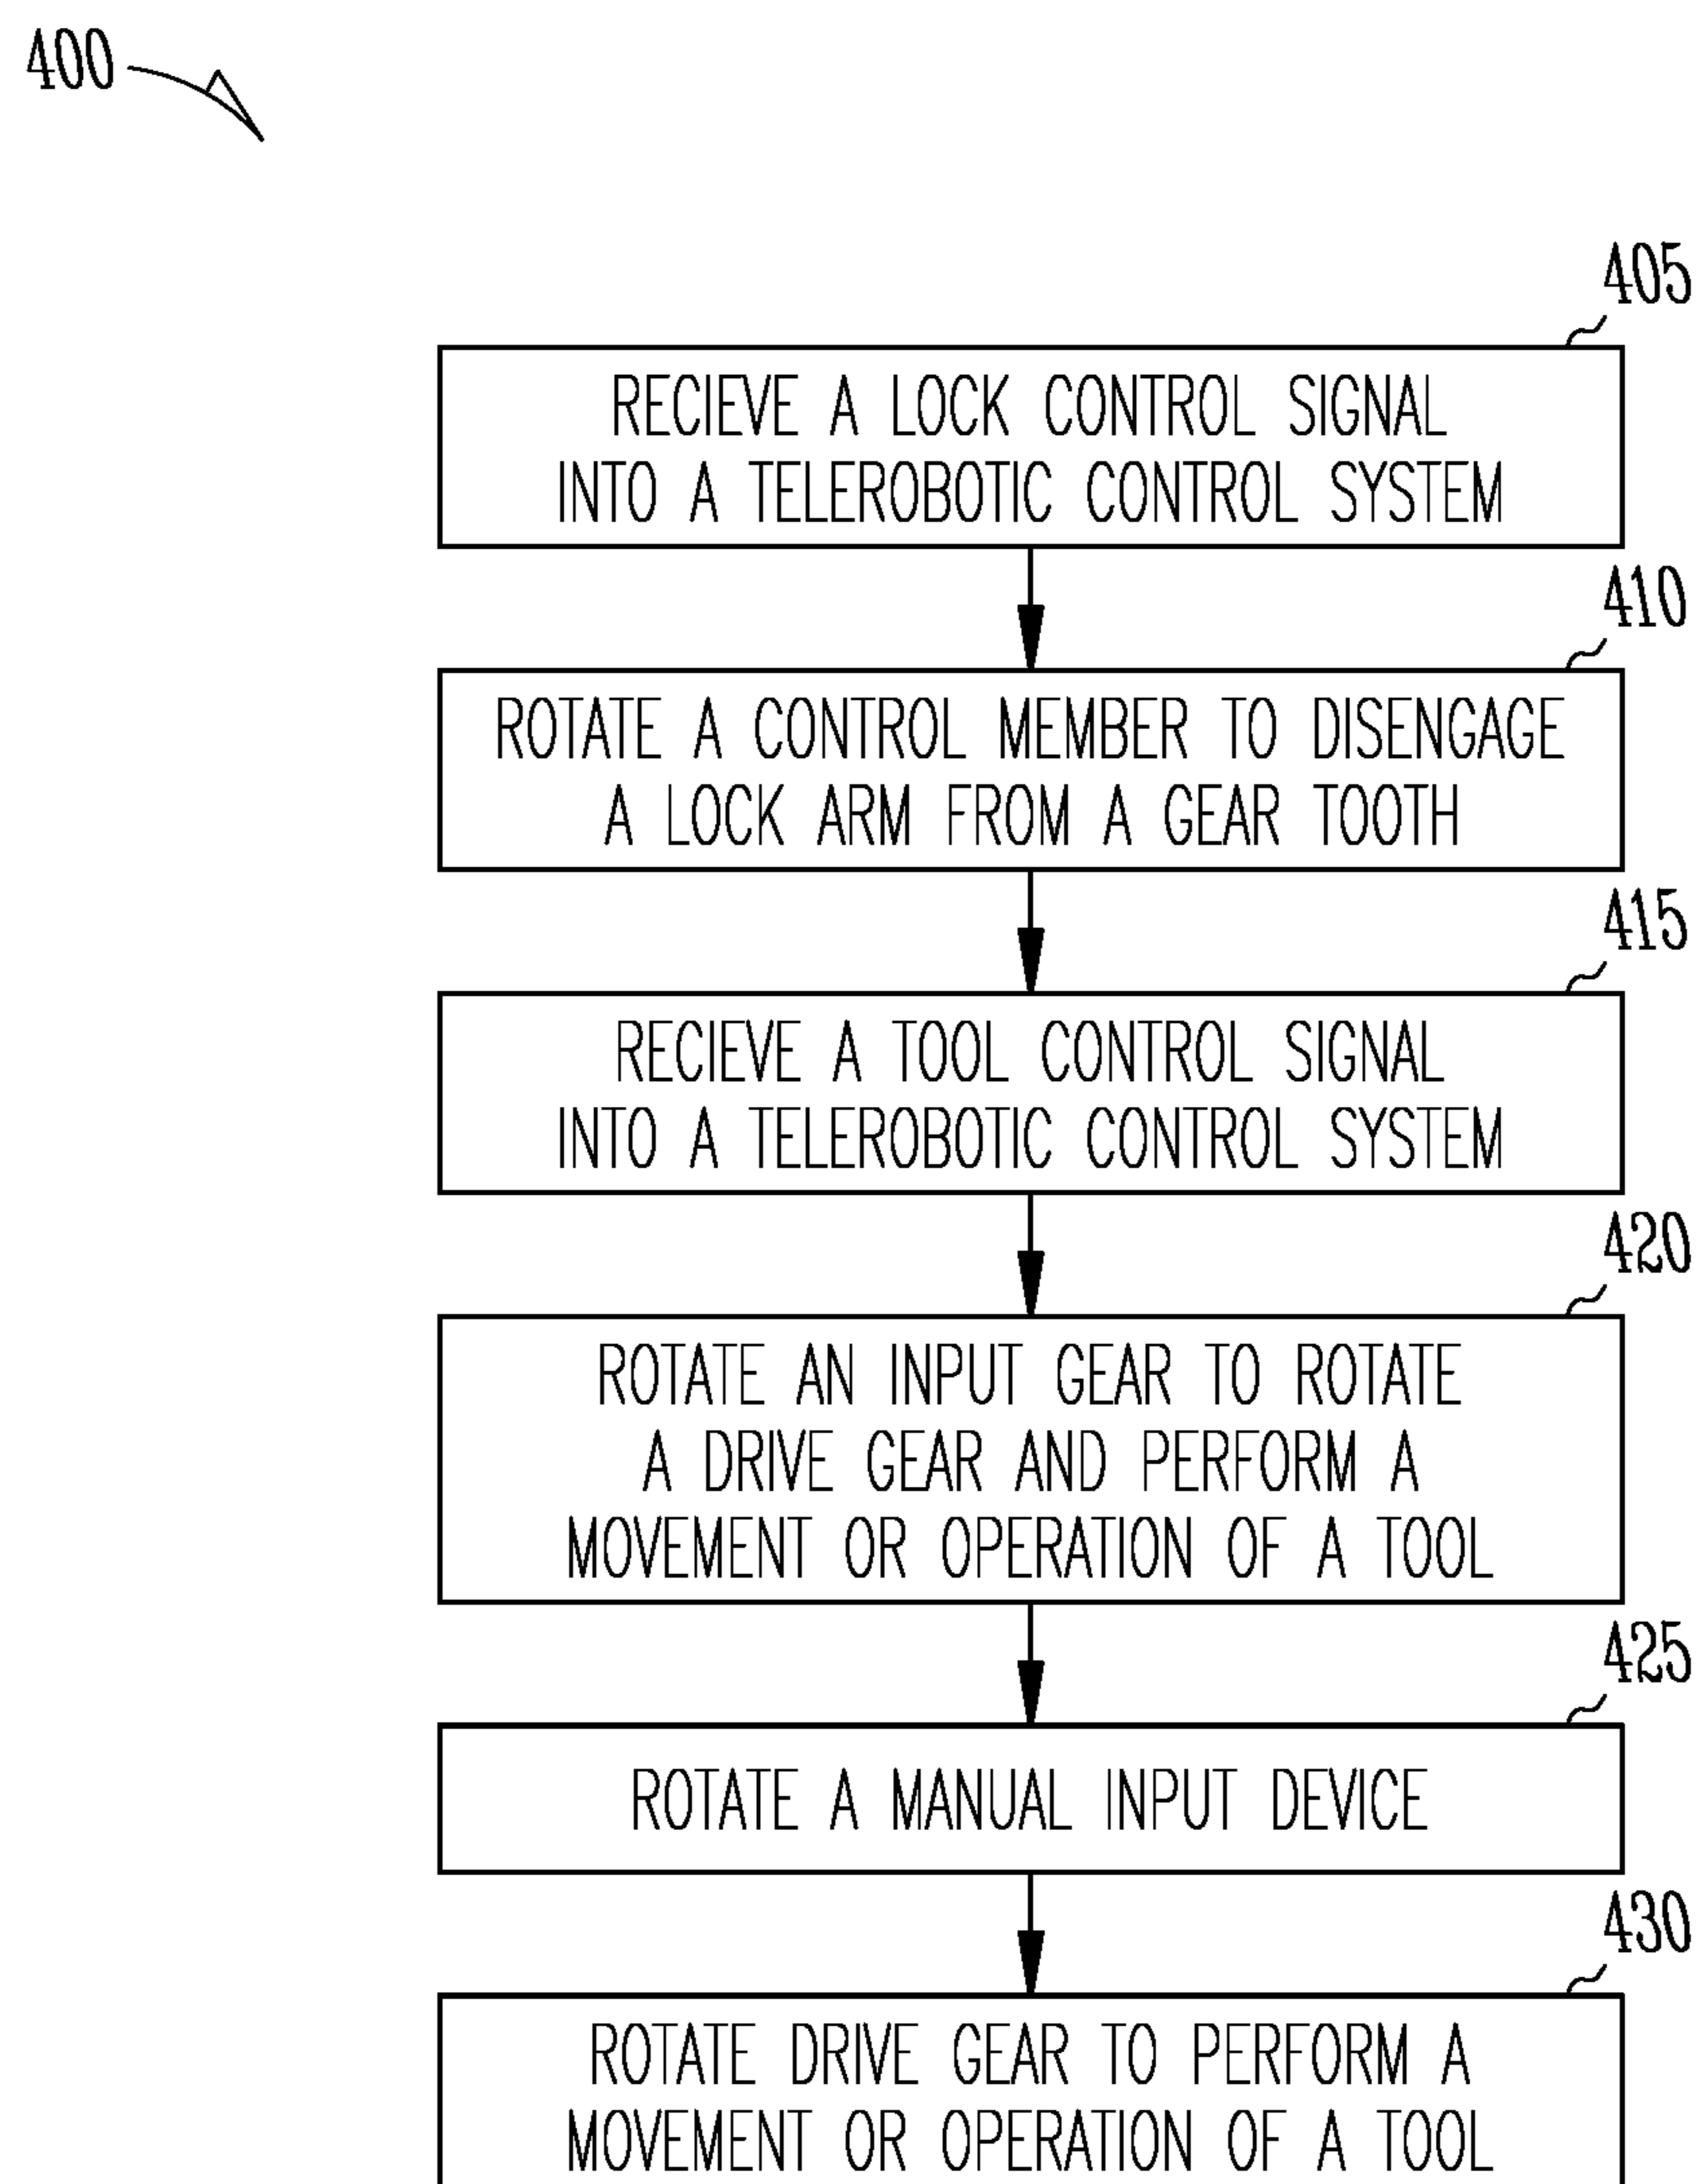 400
405
RECIEVE A LOCK CONTROL SIGNAL
INTO A TELEROBOTIC CONTROL SYSTEM
410
ROTATE A CONTROL MEMBER TO DISENGAGE
A LOCK ARM FROM A GEAR TOOTH
415
RECIEVE A TOOL CONTROL SIGNAL
INTO A TELEROBOTIC CONTROL SYSTEM
420
ROTATE AN INPUT GEAR TO ROTATE
A DRIVE GEAR AND PERFORM A
MOVEMENT OR OPERATION OF A TOOL
425
ROTATE A MANUAL INPUT DEVICE
430
ROTATE DRIVE GEAR TO PERFORM A
MOVEMENT OR OPERATION OF A TOOL